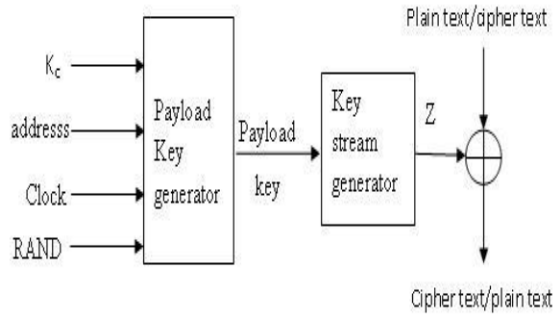 Plain text/cipher text
K_c
addresss
Clock
RAND
Payload
Key
generator
Payload
key
Key
stream
generator
Z
Cipher text/plain text